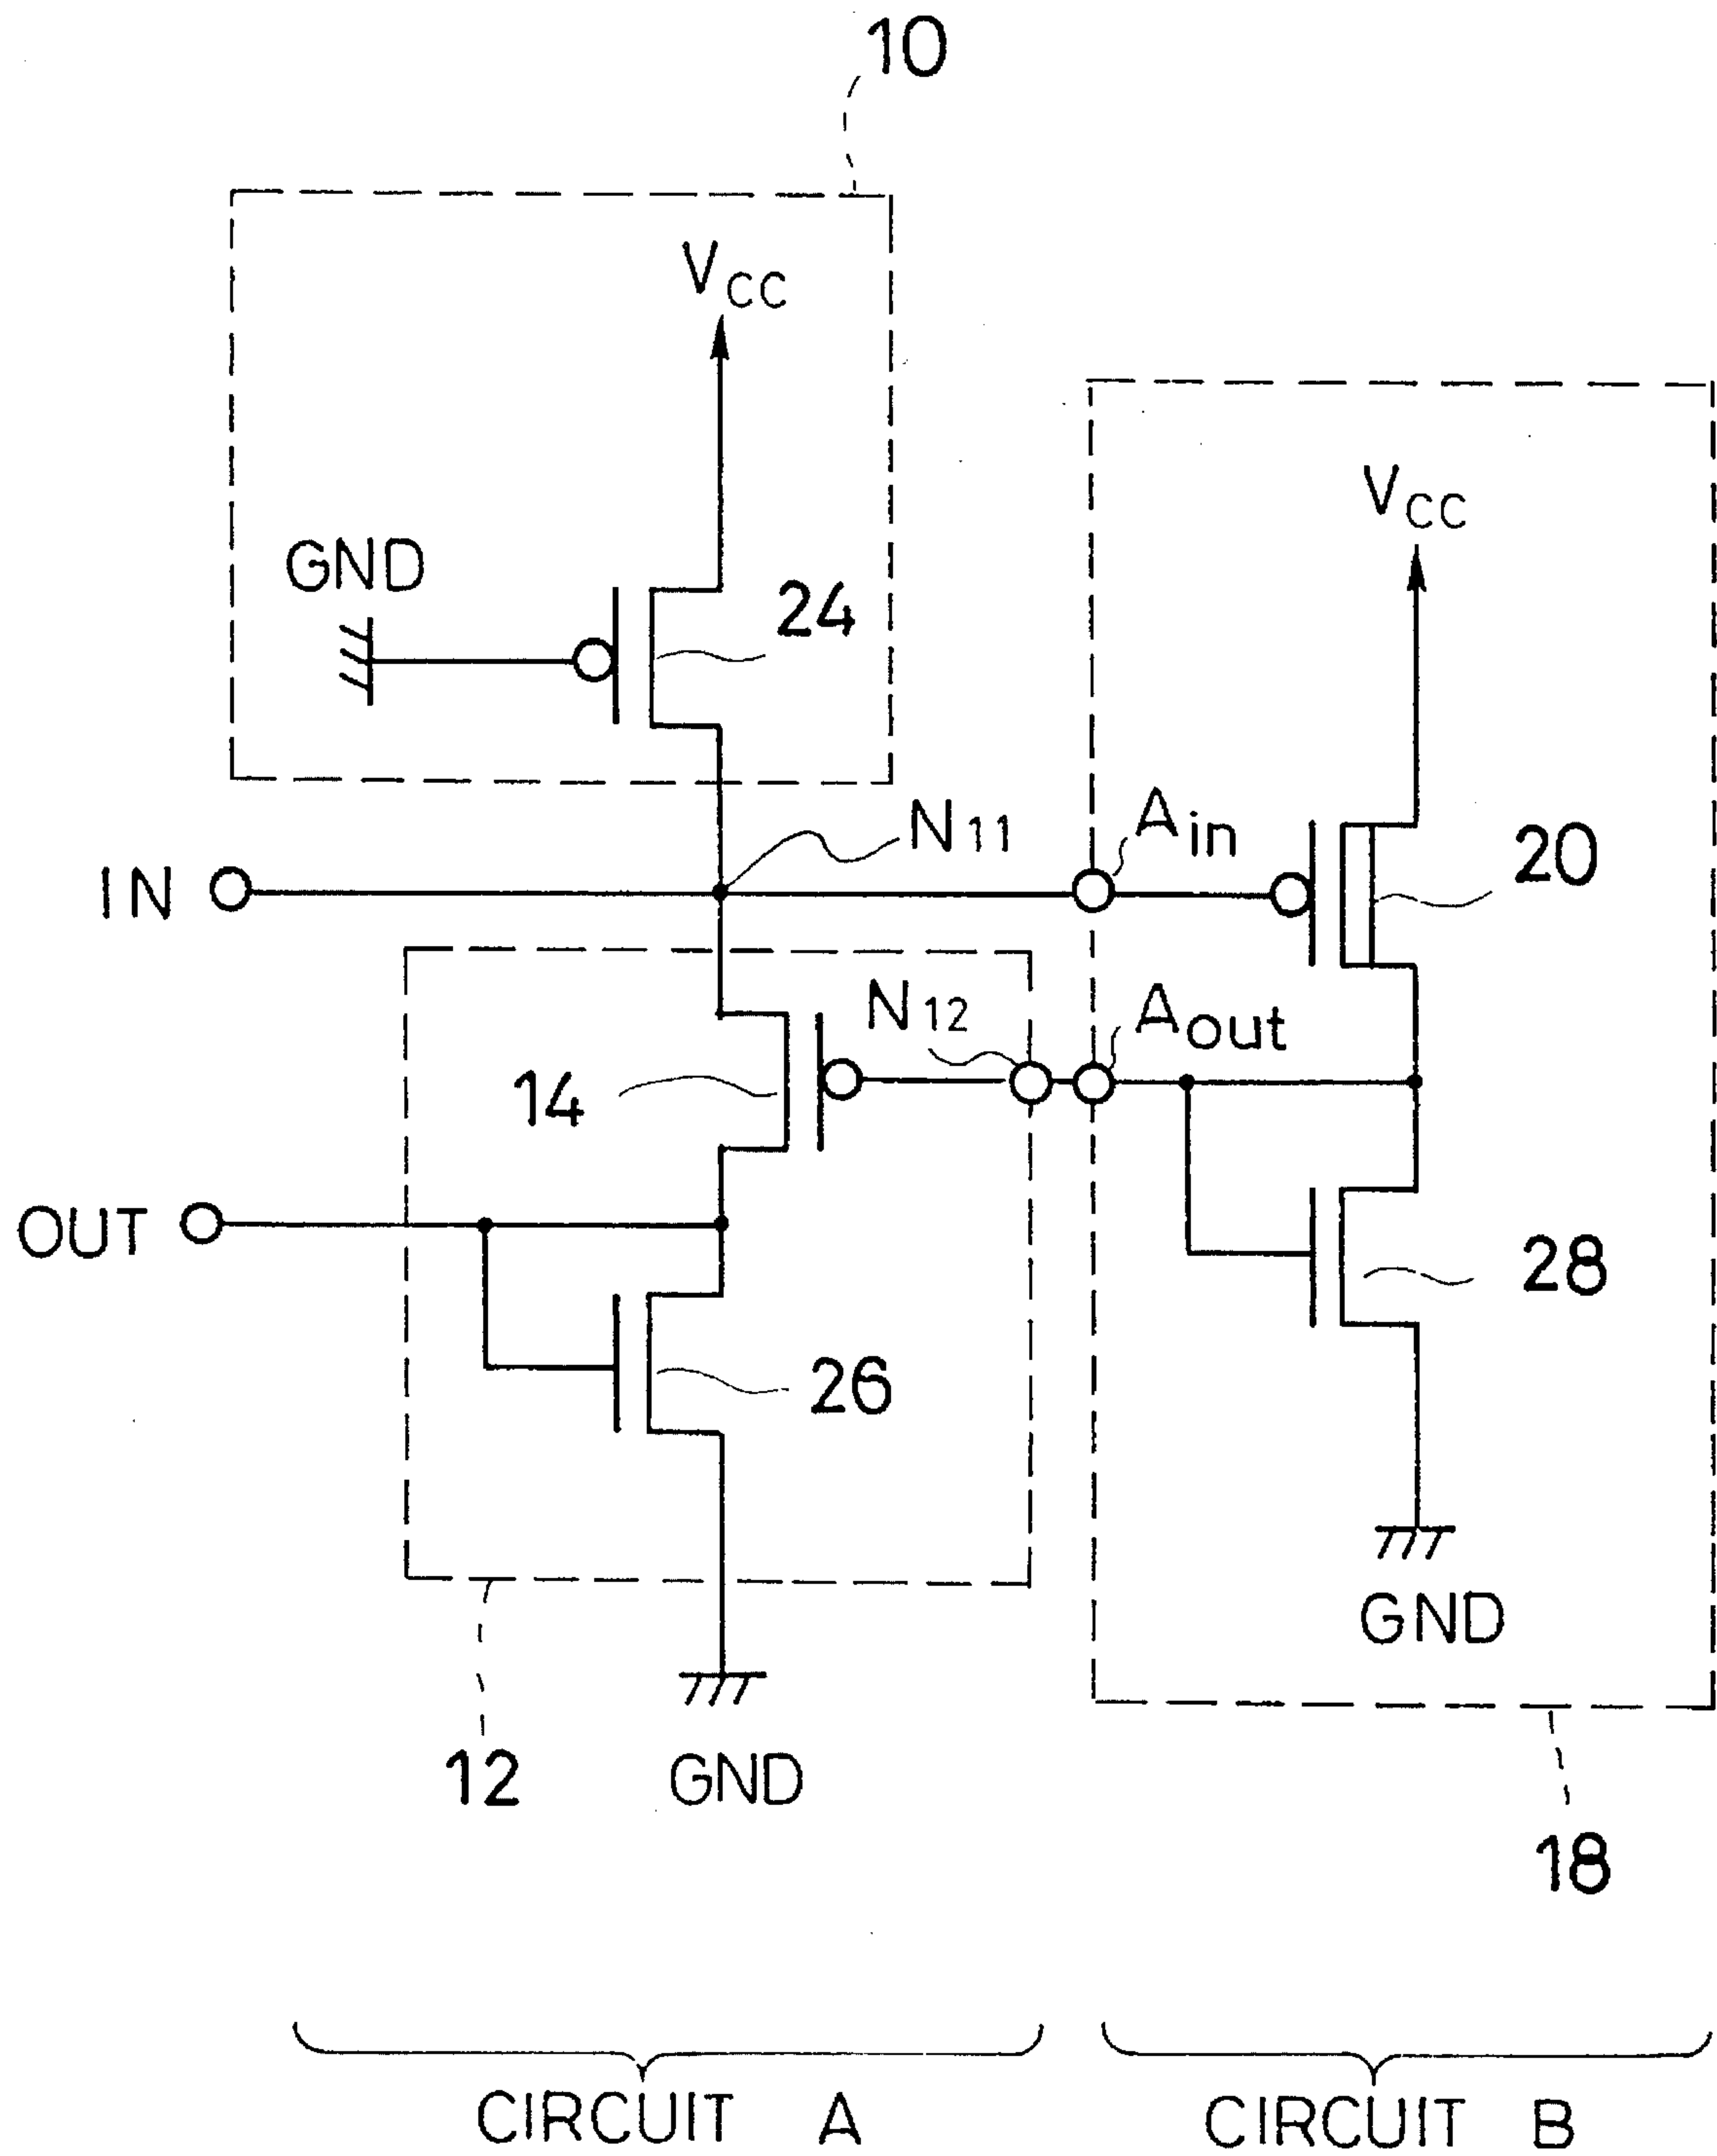 10
VCC
VCC
GND
24
N11
Ain
20
IN
N12
Aout
14
OUT
28
26
GND
12
GND
18
CIRCUIT A
CIRCUIT B